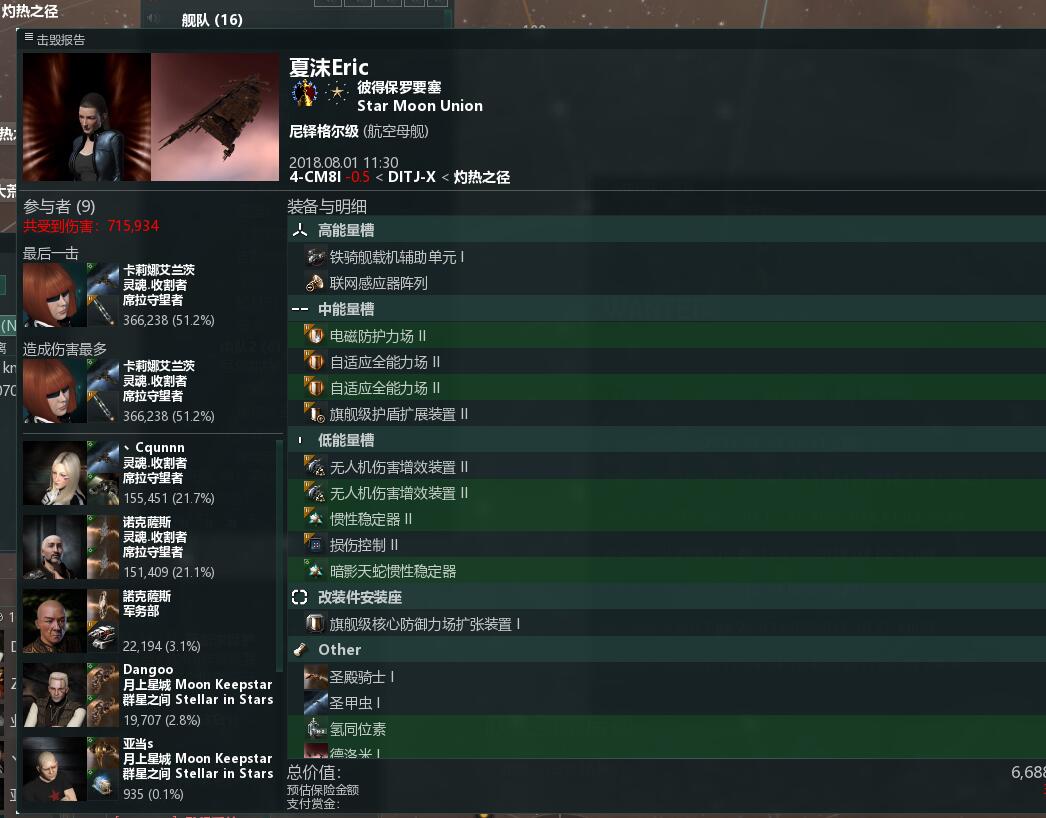 灼热之径
舰队 (16)
击毁报告
夏沫Eric
彼得保罗要塞
Star Moon Union
尼铎格尔级 (航空母舰)
2018.08.01 11:30
4-CM8I -0.5 < DITJ-X < 灼热之径
参与者 (9)
共受到伤害：715,934
最后一击
卡莉娜艾兰茨
灵魂.收割者
席拉守望者
366,238 (51.2%)
造成伤害最多
卡莉娜艾兰茨
灵魂.收割者
席拉守望者
366,238 (51.2%)
、Cqunnn
灵魂.收割者
席拉守望者
155,451 (21.7%)
诺克薩斯
灵魂.收割者
席拉守望者
151,409 (21.1%)
諾克薩斯
军务部
22,194 (3.1%)
Dangoo
月上星城 Moon Keepstar
群星之间 Stellar in Stars
19,707 (2.8%)
亚当s
月上星城 Moon Keepstar
群星之间 Stellar in Stars
935 (0.1%)
装备与明细
高能量槽
铁骑舰载机辅助单元 I
联网感应器阵列
中能量槽
电磁防护力场 II
自适应全能力场 II
自适应全能力场 II
旗舰级护盾扩展装置 II
低能量槽
无人机伤害增效装置 II
无人机伤害增效装置 II
惯性稳定器 II
损伤控制 II
暗影天蛇惯性稳定器
改装件安装座
旗舰级核心防御力场扩张装置 I
Other
圣殿骑士 I
圣甲虫 I
氢同位素
德洛米 I
总价值：
6,688
预估保险金额
支付赏金：